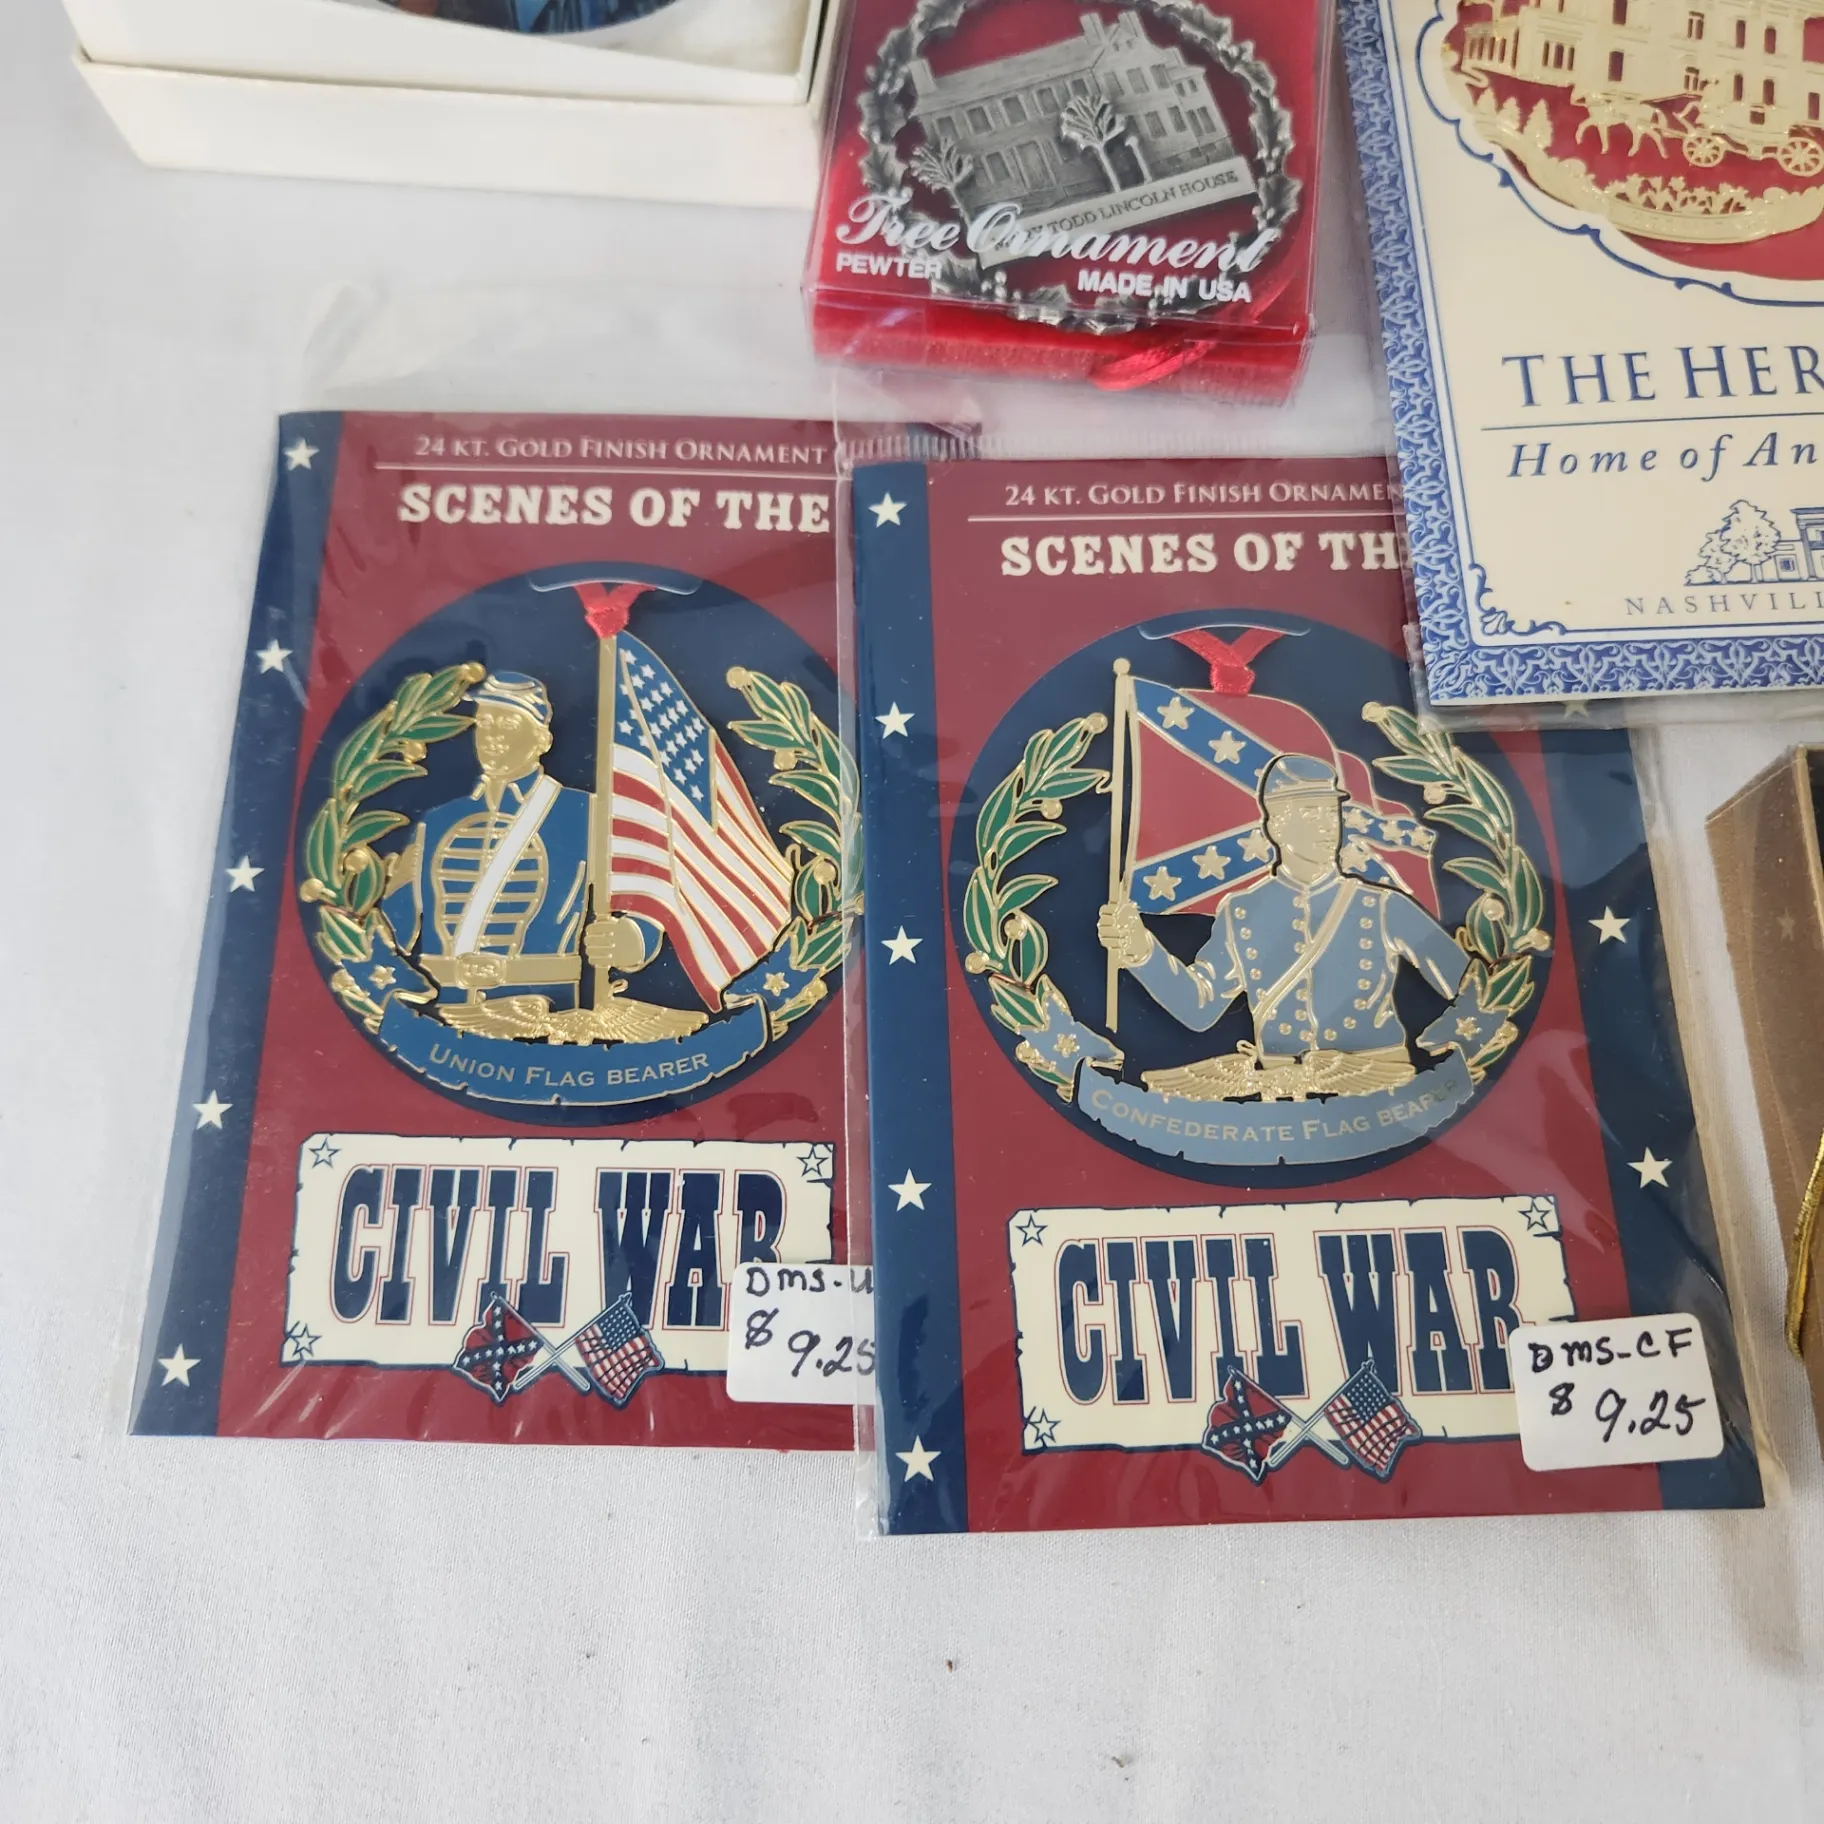 MARY TODD LINCOLN HOUSE
Tree Ornament
PEWTER
MADE IN USA
THE HER
Home of An
NASHVILL
24 KT. GOLD FINISH ORNAMENT
SCENES OF THE
U.S.
UNION FLAG BEARER
CIVIL WAR
DMS-U
$ 9.25
24 KT. GOLD FINISH ORNAMEN
SCENES OF TH
CONFEDERATE FLAG BEARER
CIVIL WAR
DMS-CF
$ 9.25